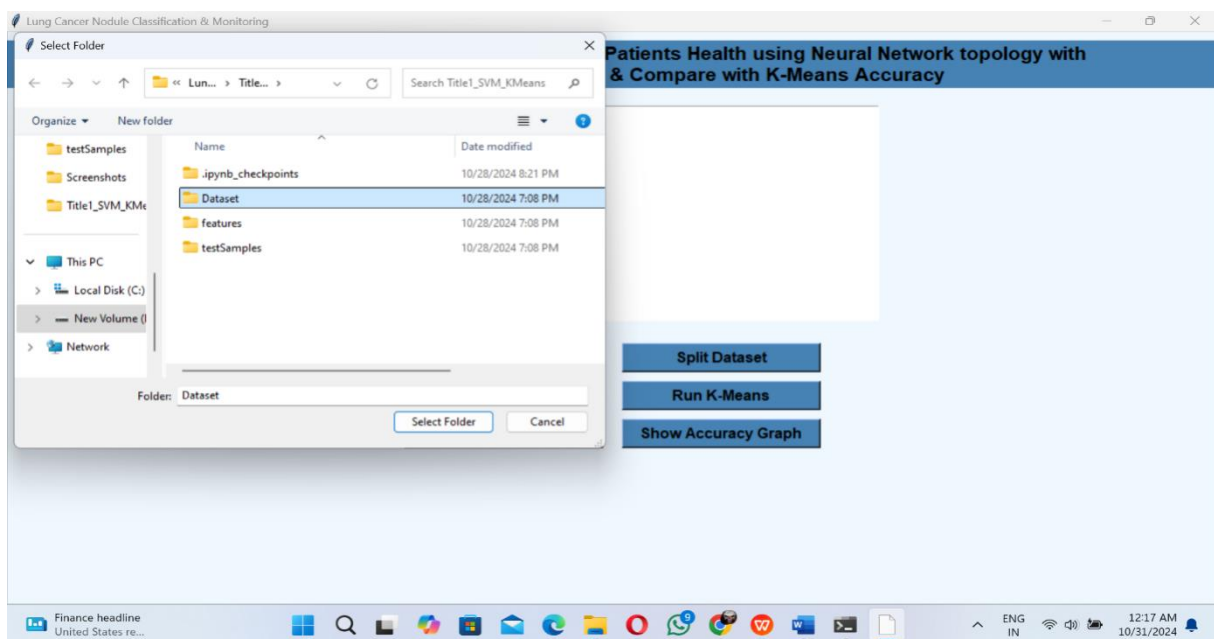 Lung Cancer Nodule Classification & Monitoring
Select Folder
Patients Health using Neural Network topology with
& Compare with K-Means Accuracy
« Lun... › Title... ›
Search Title1_SVM_KMeans
Organize
New folder
Name
Date modified
testSamples
Screenshots
Title1_SVM_KMe
This PC
Local Disk (C:)
New Volume (
Network
.ipynb_checkpoints 10/28/2024 8:21 PM
Dataset 10/28/2024 7:08 PM
features 10/28/2024 7:08 PM
testSamples 10/28/2024 7:08 PM
Folder: Dataset
Select Folder
Cancel
Split Dataset
Run K-Means
Show Accuracy Graph
Finance headline
United States re...
9
ENG
IN
12:17 AM
10/31/2024